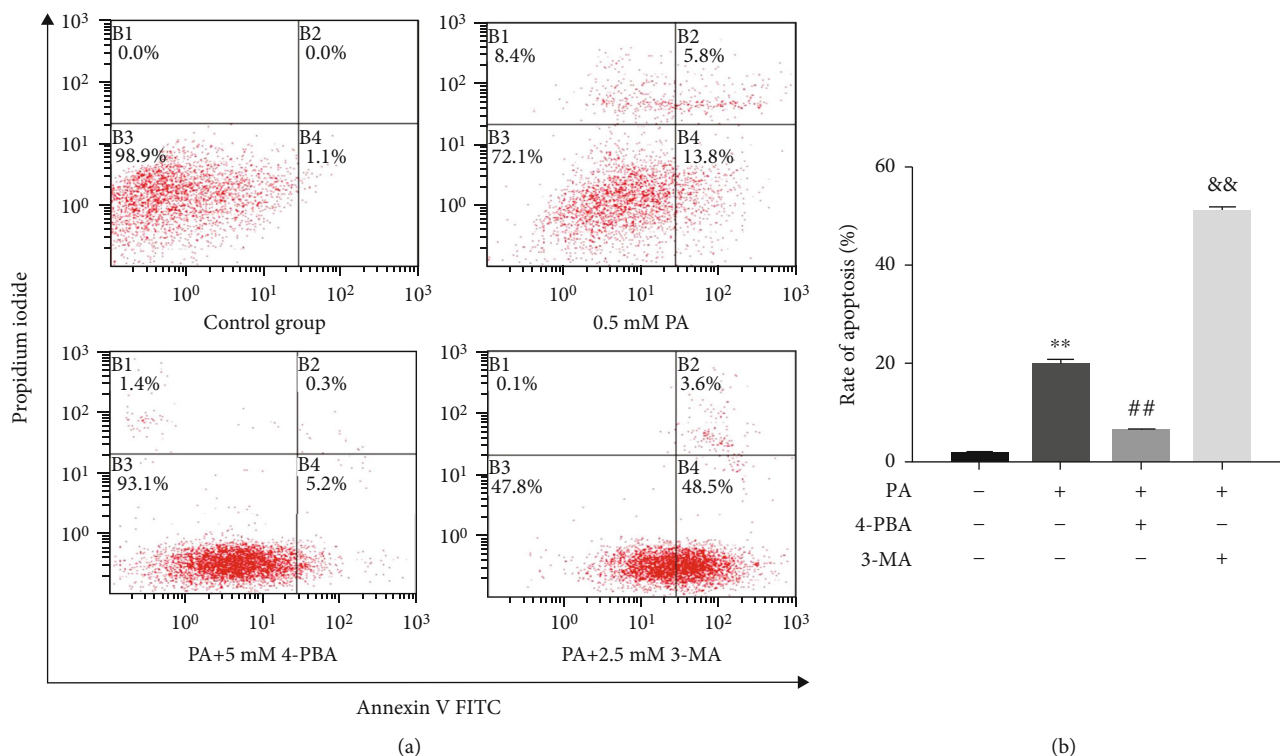 Propidium iodide
10³
10²
10¹
10⁰
B1
0.0%
B2
0.0%
B3
98.9%
B4
1.1%
10⁰ 10¹ 10² 10³
Control group
10³
10²
10¹
10⁰
B1
8.4%
B2
5.8%
B3
72.1%
B4
13.8%
10⁰ 10¹ 10² 10³
0.5 mM PA
10³
10²
10¹
10⁰
B1
1.4%
B2
0.3%
B3
93.1%
B4
5.2%
10⁰ 10¹ 10² 10³
PA+5 mM 4-PBA
10³
10²
10¹
10⁰
B1
0.1%
B2
3.6%
B3
47.8%
B4
48.5%
10⁰ 10¹ 10² 10³
PA+2.5 mM 3-MA
Annexin V FITC
(a)
Rate of apoptosis (%)
60
40
20
0
**
##
&&
PA − + + +
4-PBA − − + −
3-MA − − − +
(b)